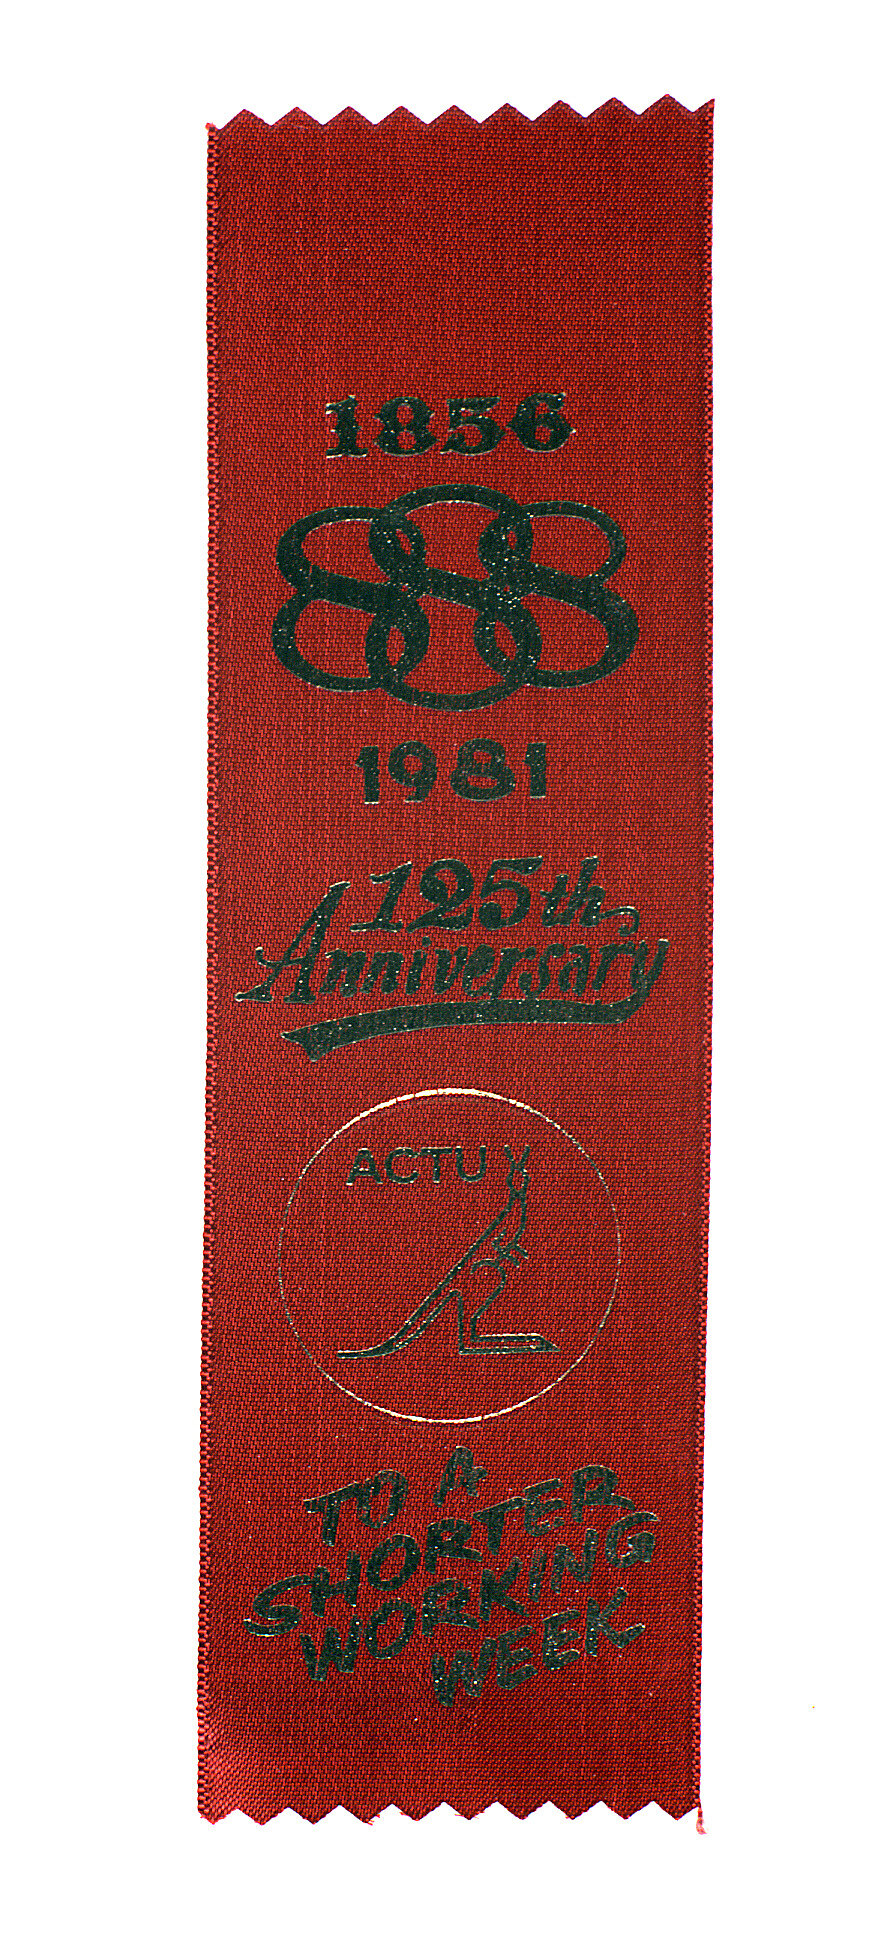 1856
888
1981
125th
Anniversary
ACTU
TO A
SHORTER
WORKING
WEEK